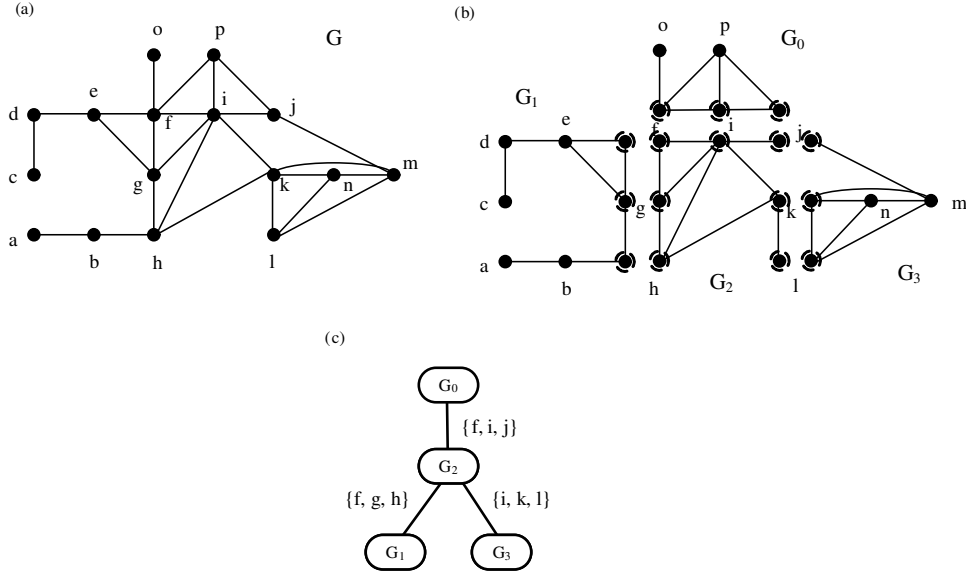 (a)
o
p
G
e
i
j
d
f
m
c
g
k
n
a
b
h
l
(b)
o
p
G0
G1
e
f
i
j
d
c
g
k
n
m
a
b
h
G2
l
G3
(c)
G0
{f, i, j}
G2
{f, g, h}
{i, k, l}
G1
G3